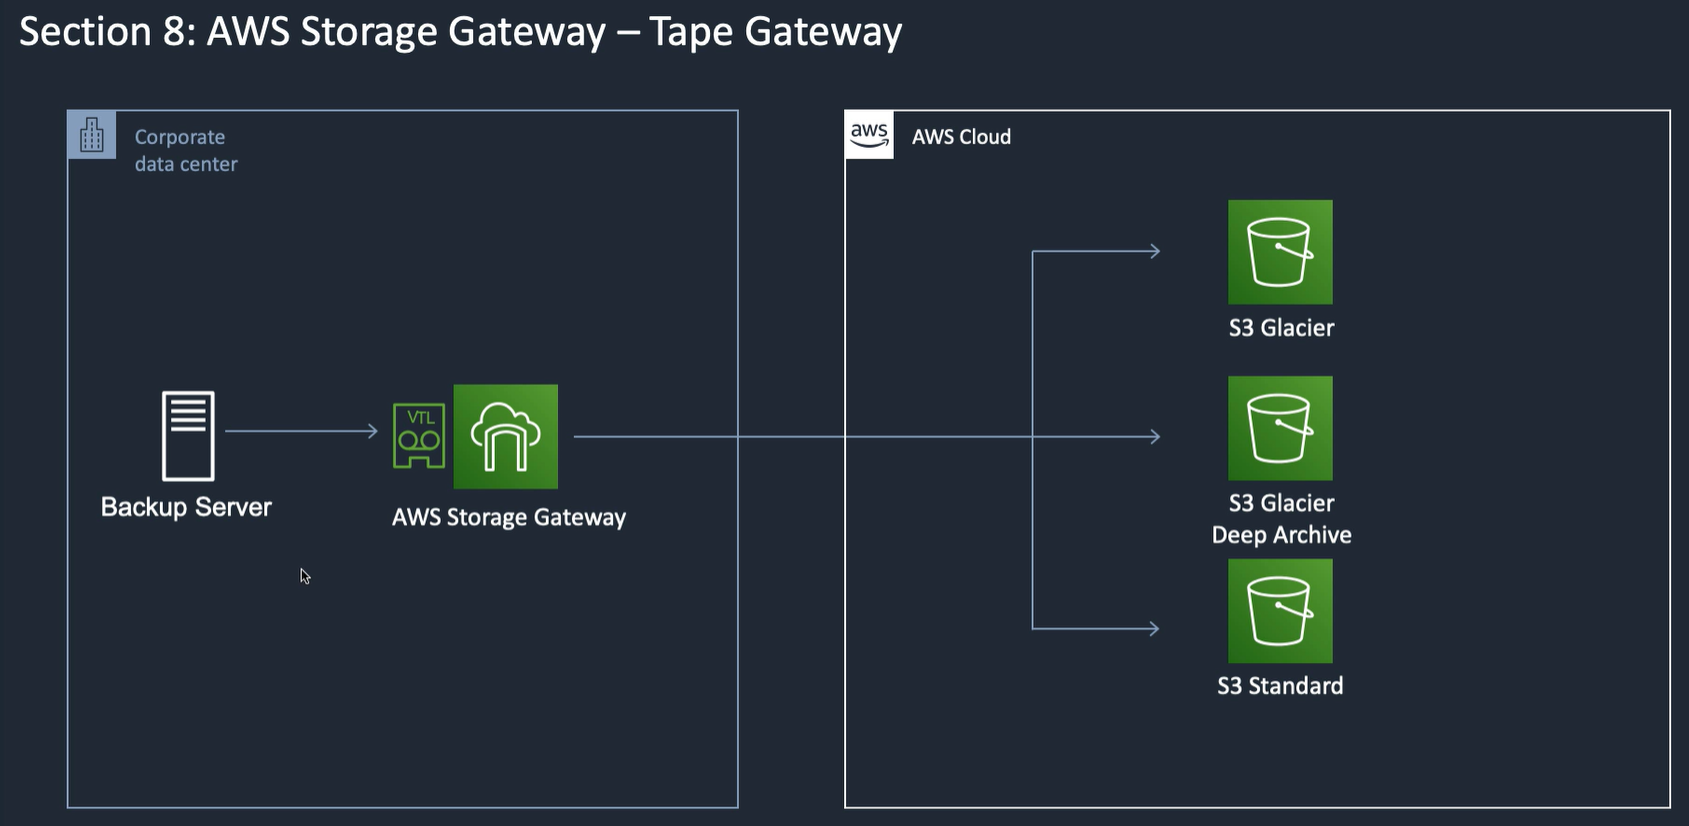 Section 8: AWS Storage Gateway – Tape Gateway
Corporate
data center
Backup Server
VTL
AWS Storage Gateway
aws
AWS Cloud
S3 Glacier
S3 Glacier
Deep Archive
S3 Standard